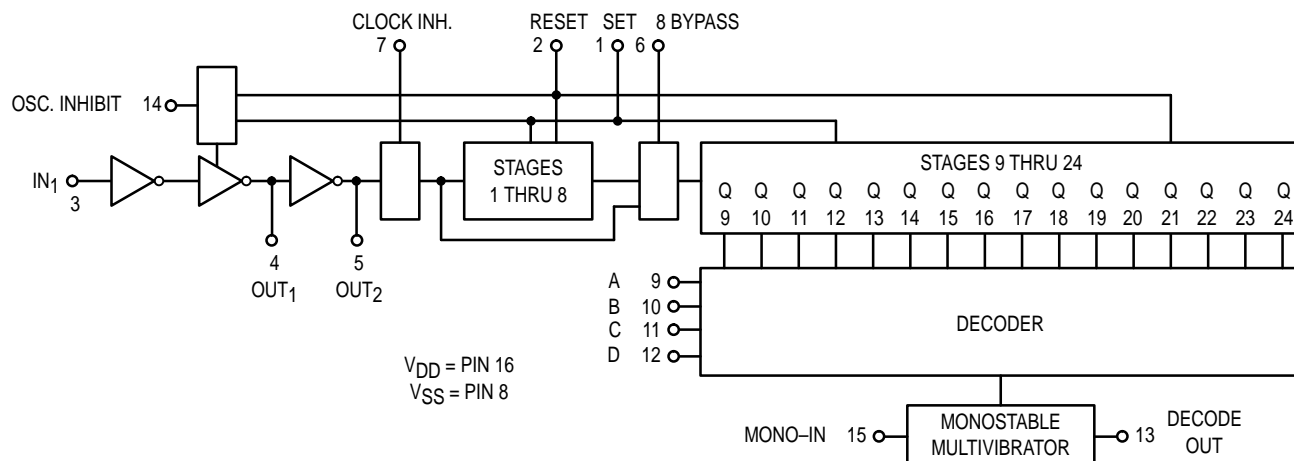 CLOCK INH.
7
RESET
2
SET
1
8 BYPASS
6
OSC. INHIBIT 14
IN1
3
STAGES
1 THRU 8
STAGES 9 THRU 24
Q Q Q Q Q Q Q Q Q Q Q Q Q Q Q Q
9 10 11 12 13 14 15 16 17 18 19 20 21 22 23 24
4
OUT1
5
OUT2
A 9
B 10
C 11
D 12
DECODER
VDD = PIN 16
VSS = PIN 8
MONO–IN 15
MONOSTABLE
MULTIVIBRATOR
13 DECODE
OUT